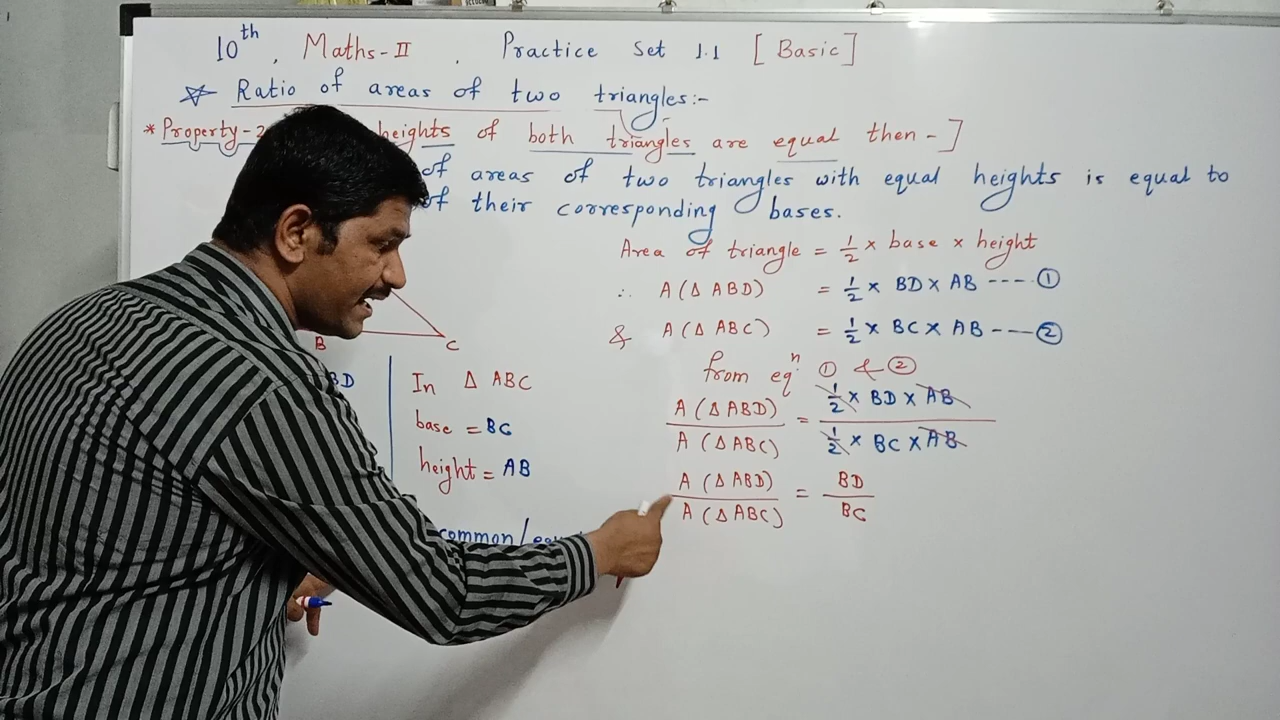 10th, Maths-II . Practice Set 1.1 [Basic]
☆ Ratio of areas of two triangles:-
* Property-2 heights of both triangles are equal then -]
of areas of two triangles with equal heights is equal to
of their corresponding bases.
Area of triangle = 1/2 × base × height
∴ A(Δ ABD) = 1/2 × BD × AB ---- ①
& A(Δ ABC) = 1/2 × BC × AB ---- ②
from eqn ① & ②
A(Δ ABD) / A(Δ ABC) = 1/2 × BD × AB / 1/2 × BC × AB
A(Δ ABD) / A(Δ ABC) = BD / BC
B C
BD
In Δ ABC
base = BC
height = AB
common/